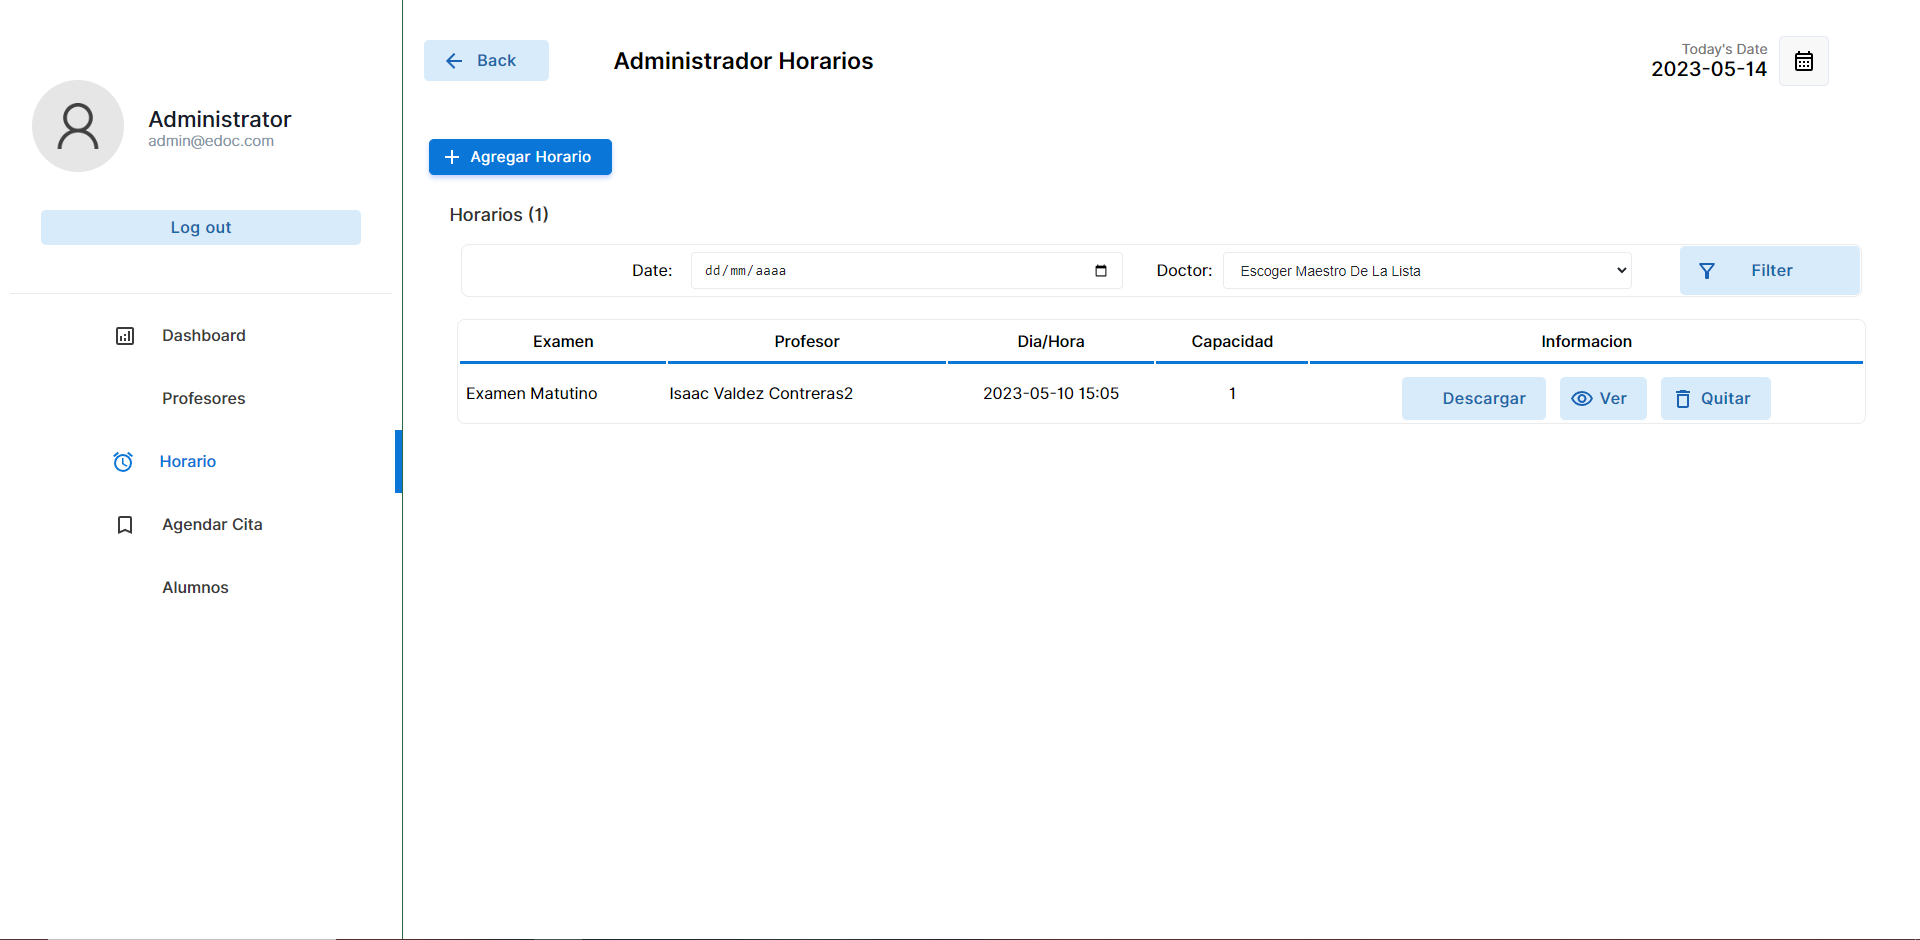 Administrator
admin@edoc.com
Log out
Dashboard
Profesores
Horario
Agendar Cita
Alumnos
Back
Administrador Horarios
Today's Date
2023-05-14
Agregar Horario
Horarios (1)
Date: dd/mm/aaaa Doctor: Escoger Maestro De La Lista Filter
Examen Profesor Dia/Hora Capacidad Informacion
Examen Matutino Isaac Valdez Contreras2 2023-05-10 15:05 1 Descargar Ver Quitar